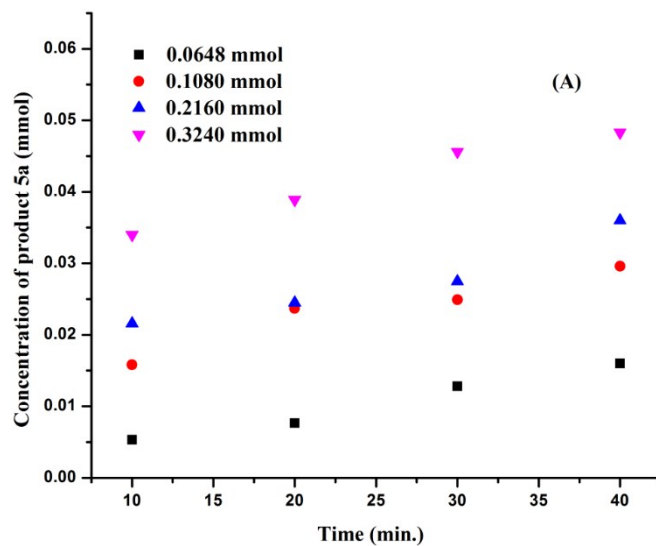 0.06
0.05
0.04
0.03
0.02
0.01
0.00
Concentration of product 5a (mmol)
0.0648 mmol
0.1080 mmol
0.2160 mmol
0.3240 mmol
(A)
10 15 20 25 30 35 40
Time (min.)